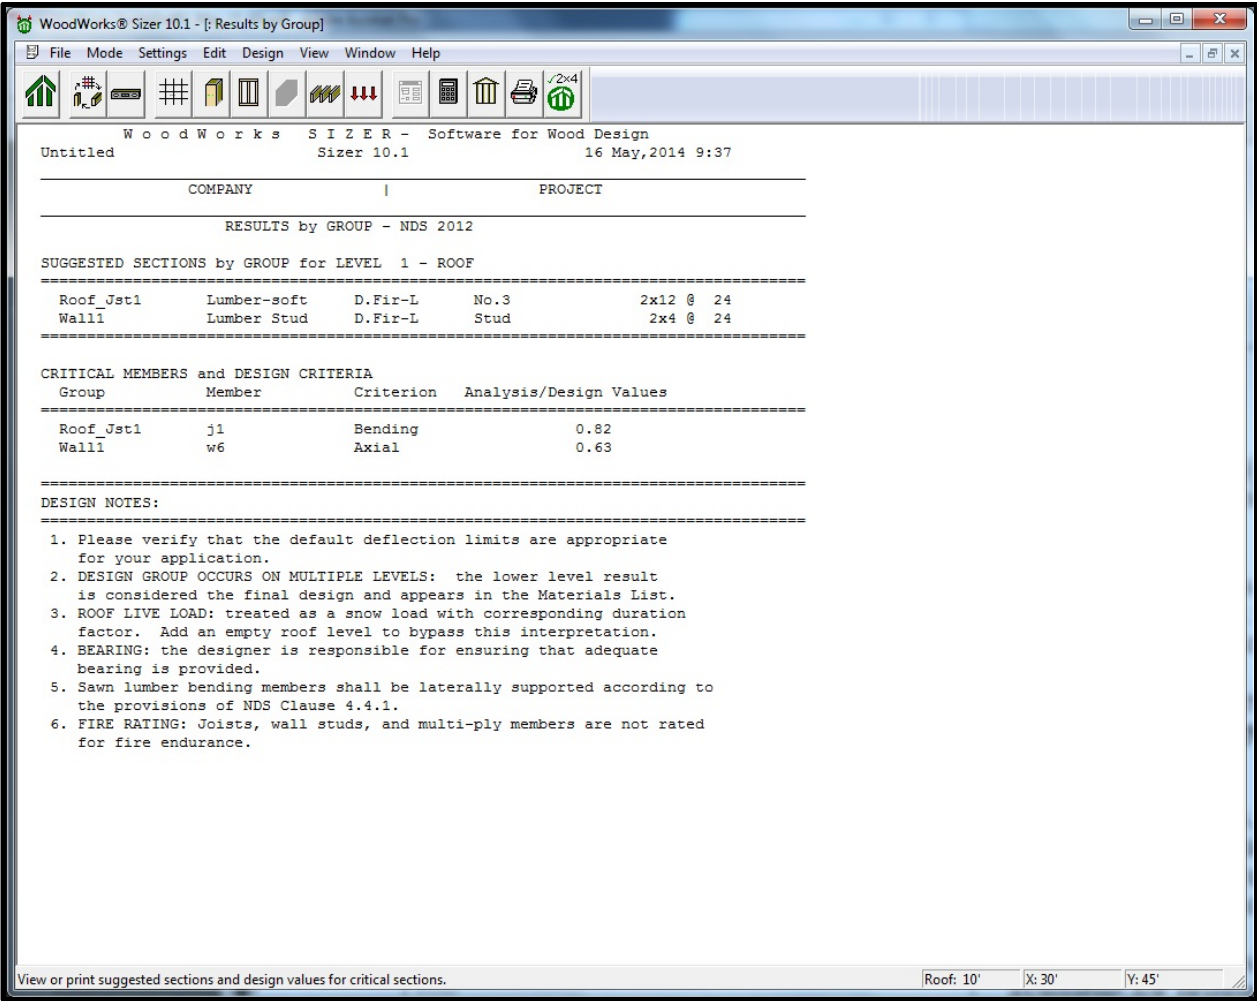 WoodWorks® Sizer 10.1 - [: Results by Group]
File Mode Settings Edit Design View Window Help
2x4
W o o d W o r k s S I Z E R - Software for Wood Design
Untitled Sizer 10.1 16 May,2014 9:37
COMPANY | PROJECT
RESULTS by GROUP - NDS 2012
SUGGESTED SECTIONS by GROUP for LEVEL 1 - ROOF
Roof_Jst1 Lumber-soft D.Fir-L No.3 2x12 @ 24
Wall1 Lumber Stud D.Fir-L Stud 2x4 @ 24
CRITICAL MEMBERS and DESIGN CRITERIA
Group Member Criterion Analysis/Design Values
Roof_Jst1 j1 Bending 0.82
Wall1 w6 Axial 0.63
DESIGN NOTES:
1. Please verify that the default deflection limits are appropriate
for your application.
2. DESIGN GROUP OCCURS ON MULTIPLE LEVELS: the lower level result
is considered the final design and appears in the Materials List.
3. ROOF LIVE LOAD: treated as a snow load with corresponding duration
factor. Add an empty roof level to bypass this interpretation.
4. BEARING: the designer is responsible for ensuring that adequate
bearing is provided.
5. Sawn lumber bending members shall be laterally supported according to
the provisions of NDS Clause 4.4.1.
6. FIRE RATING: Joists, wall studs, and multi-ply members are not rated
for fire endurance.
View or print suggested sections and design values for critical sections. Roof: 10' X: 30' Y: 45'